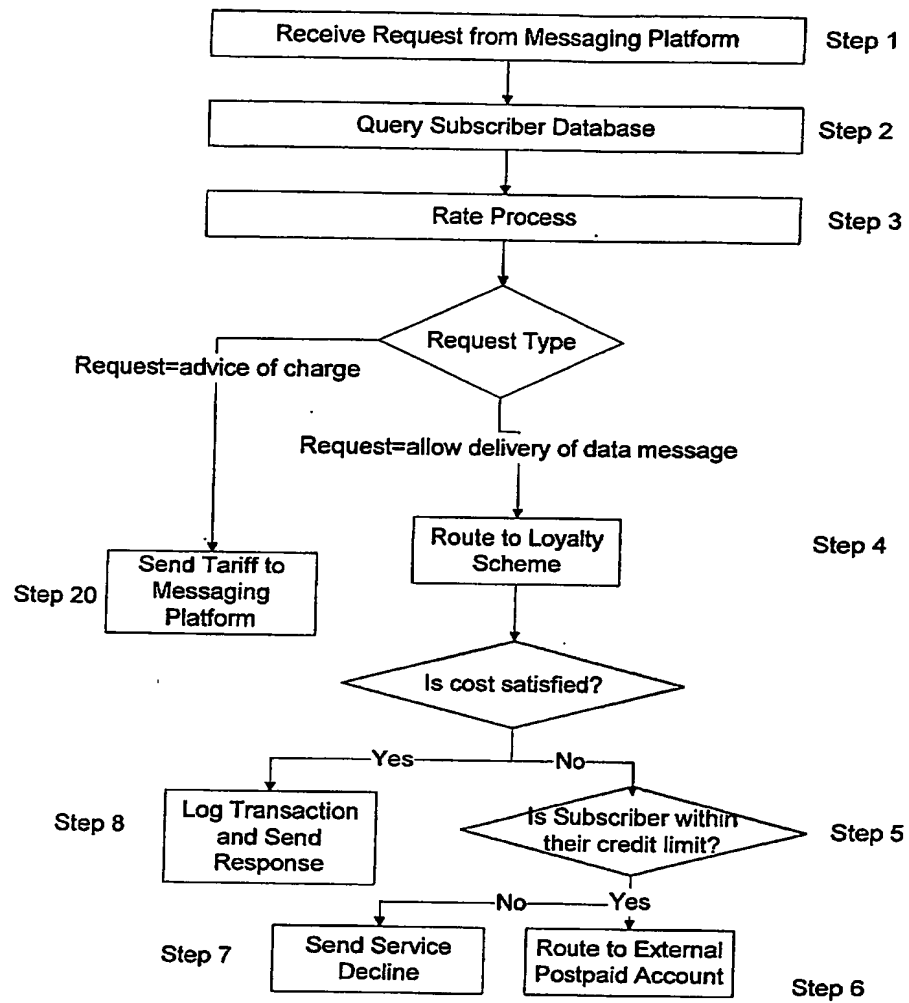 Receive Request from Messaging Platform
Step 1
Query Subscriber Database
Step 2
Rate Process
Step 3
Request Type
Request=advice of charge
Request=allow delivery of data message
Route to Loyalty
Scheme
Step 4
Step 20
Send Tariff to
Messaging
Platform
Is cost satisfied?
Yes
No
Step 8
Log Transaction
and Send
Response
Is Subscriber within
their credit limit?
Step 5
No
Yes
Step 7
Send Service
Decline
Route to External
Postpaid Account
Step 6